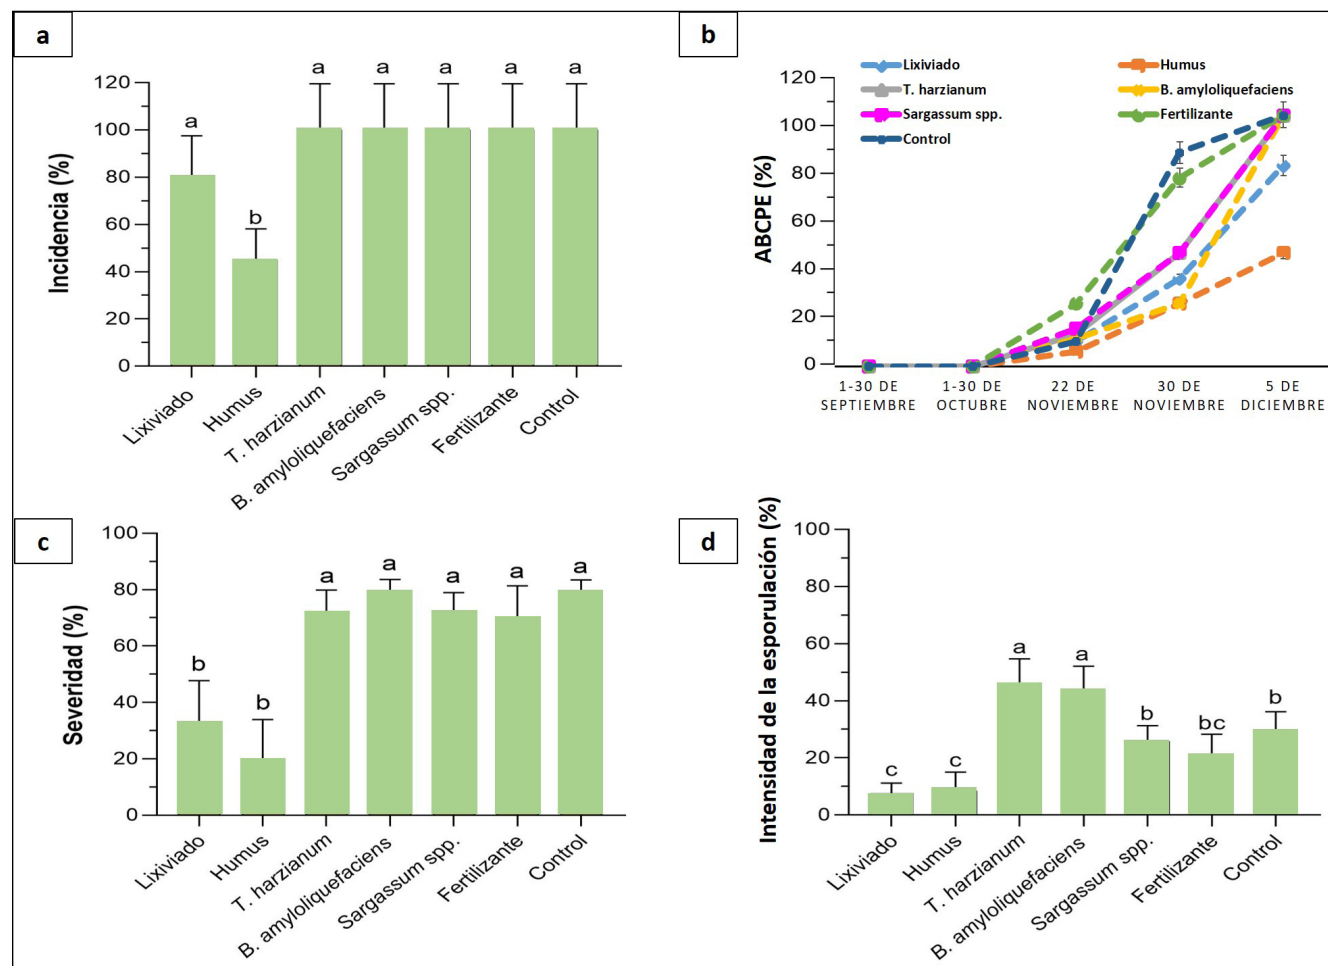 a
Incidencia (%)
120
100
80
60
40
20
0
a
b
a
a
a
a
a
Lixiviado
Humus
T. harzianum
B. amyloliquefaciens
Sargassum spp.
Fertilizante
Control
b
Lixiviado
Humus
T. harzianum
B. amyloliquefaciens
Sargassum spp.
Fertilizante
Control
ABCPE (%)
120
100
80
60
40
20
0
1-30 DE SEPTIEMBRE
1-30 DE OCTUBRE
22 DE NOVIEMBRE
30 DE NOVIEMBRE
5 DE DICIEMBRE
c
Severidad (%)
100
80
60
40
20
0
b
b
a
a
a
a
a
Lixiviado
Humus
T. harzianum
B. amyloliquefaciens
Sargassum spp.
Fertilizante
Control
d
Intensidad de la esporulación (%)
100
80
60
40
20
0
c
c
a
a
b
bc
b
Lixiviado
Humus
T. harzianum
B. amyloliquefaciens
Sargassum spp.
Fertilizante
Control